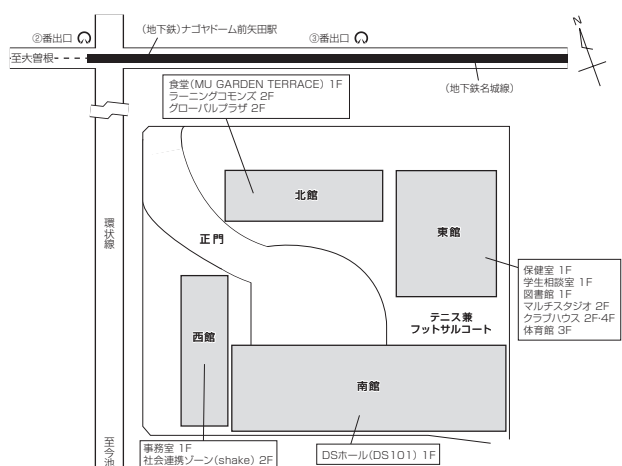 (地下鉄)ナゴヤドーム前矢田駅
②番出口
③番出口
N
至大曽根
(地下鉄名城線)
食堂(MU GARDEN TERRACE) 1F
ラーニングコモンズ 2F
グローバルプラザ 2F
北館
東館
環状線
正門
保健室 1F
学生相談室 1F
図書館 1F
マルチスタジオ 2F
クラブハウス 2F·4F
体育館 3F
テニス兼
フットサルコート
西館
南館
至今池
事務室 1F
社会連携ゾーン(shake) 2F
DSホール(DS101) 1F